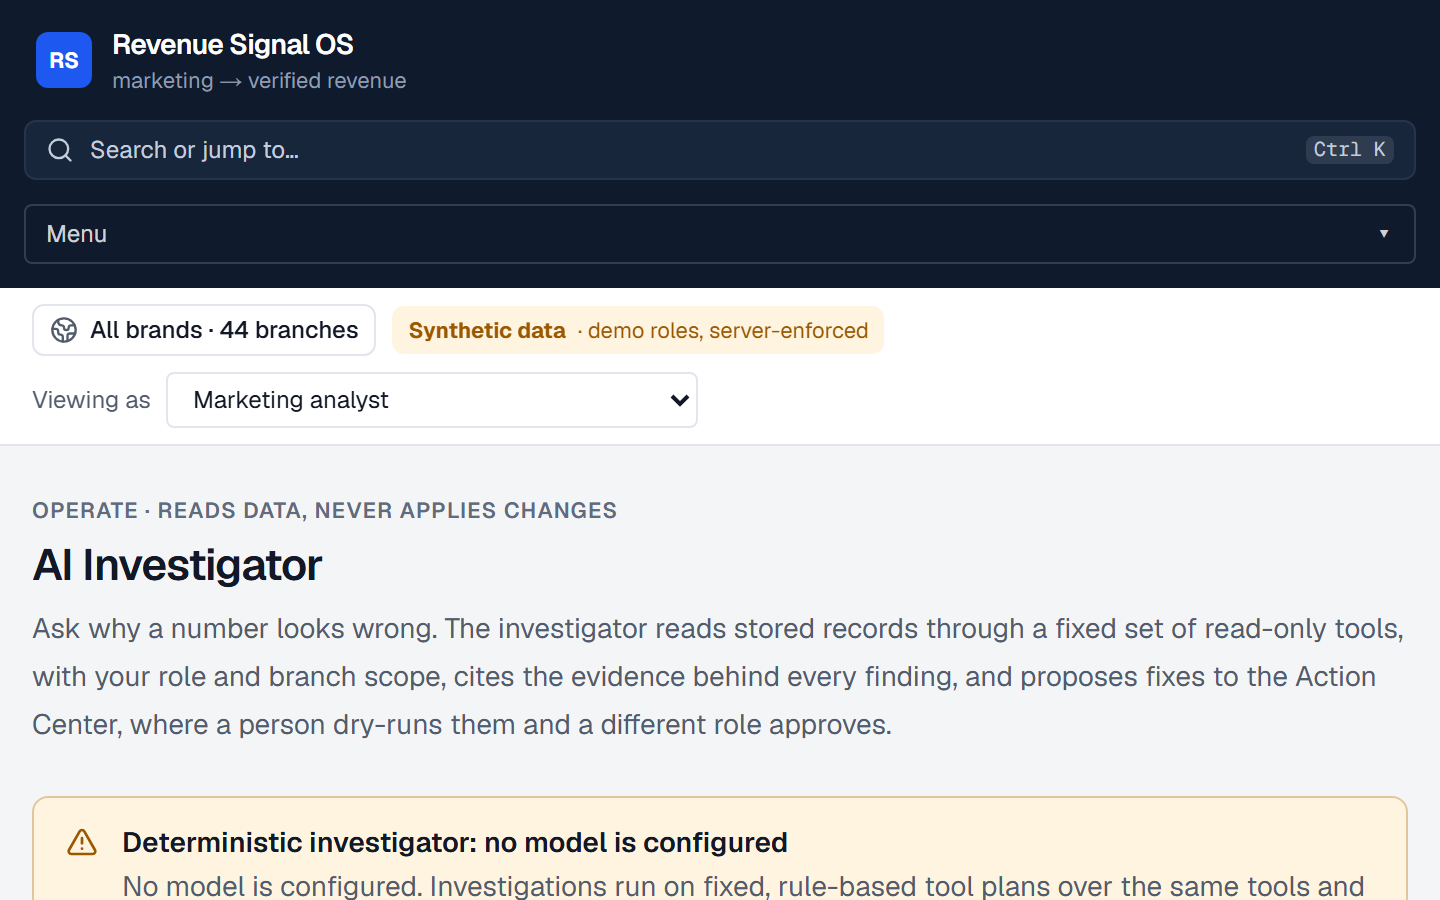 RS
Revenue Signal OS
marketing → verified revenue
Search or jump to...
Ctrl K
Menu
All brands · 44 branches
Synthetic data · demo roles, server-enforced
Viewing as
Marketing analyst
OPERATE · READS DATA, NEVER APPLIES CHANGES
AI Investigator
Ask why a number looks wrong. The investigator reads stored records through a fixed set of read-only tools,
with your role and branch scope, cites the evidence behind every finding, and proposes fixes to the Action
Center, where a person dry-runs them and a different role approves.
Deterministic investigator: no model is configured
No model is configured. Investigations run on fixed, rule-based tool plans over the same tools and